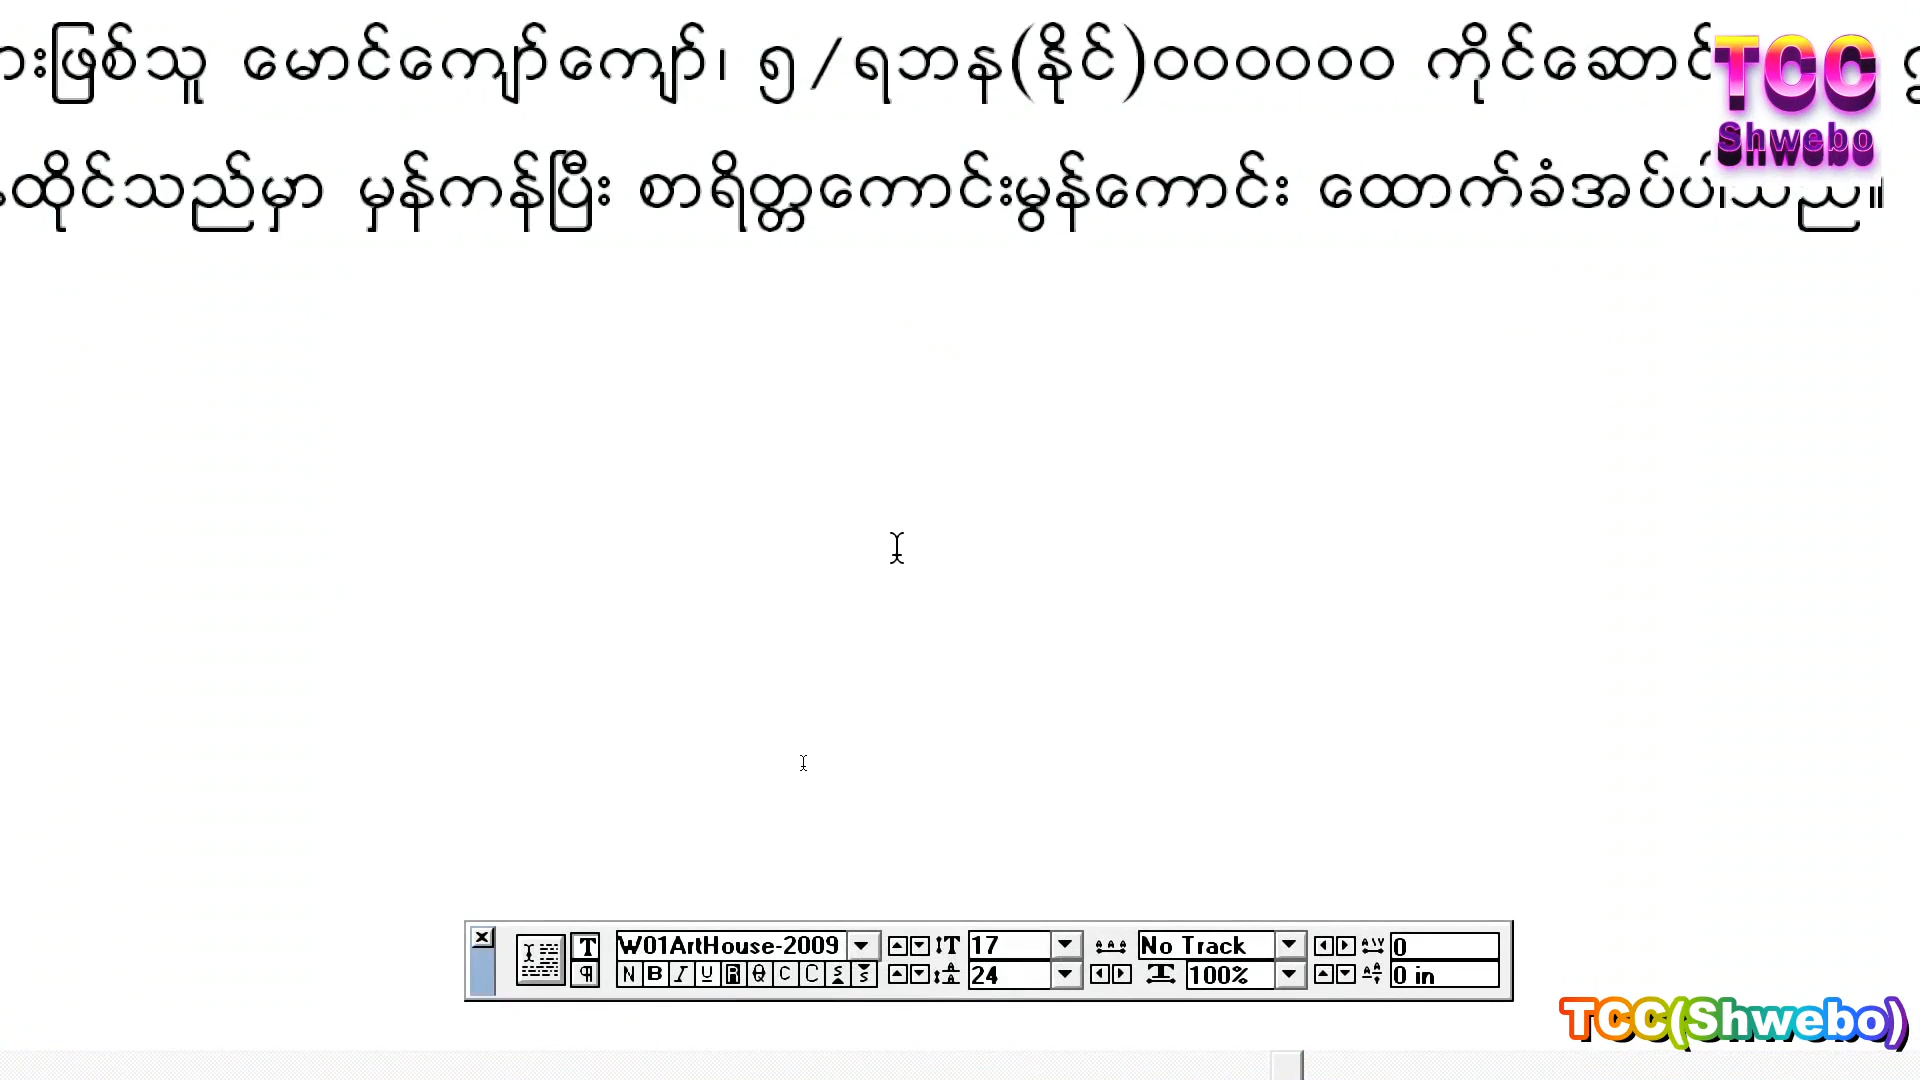 ားဖြစ်သူ မောင်ကျော်ကျော်၊ ၅/ရဘန(နိုင်)၀၀၀၀၀၀ ကိုင်ဆောင်
TCC
Shwebo
ထိုင်သည်မှာ မှန်ကန်ပြီး စာရိတ္တကောင်းမွန်ကောင်း ထောက်ခံအပ်ပါသည်။
W01ArtHouse-2009 17 No Track 0
N B I U R Q C C S S 24 100% 0 in
TCC(Shwebo)